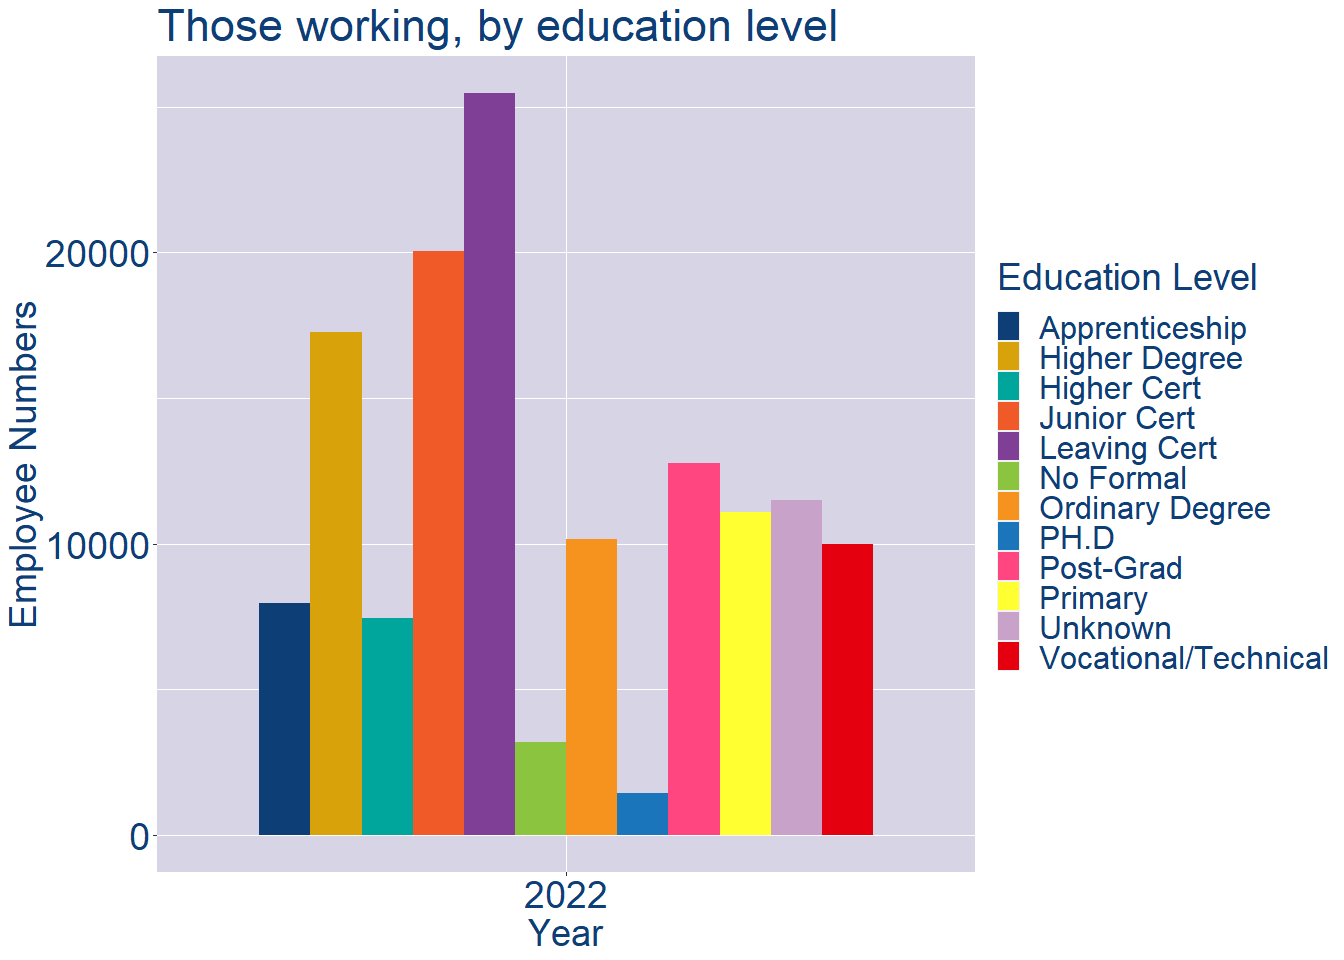 Those working, by education level
Employee Numbers
20000
10000
0
2022
Year
Education Level
Apprenticeship
Higher Degree
Higher Cert
Junior Cert
Leaving Cert
No Formal
Ordinary Degree
PH.D
Post-Grad
Primary
Unknown
Vocational/Technical